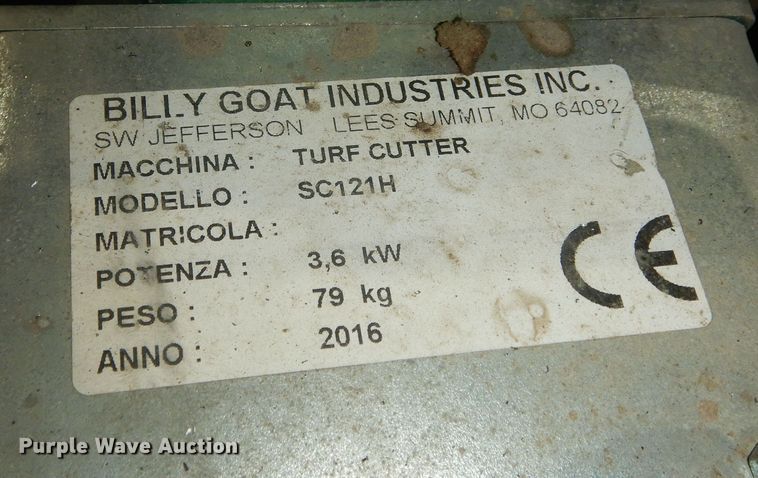 BILLY GOAT INDUSTRIES INC.
SW JEFFERSON LEES SUMMIT, MO 64082
MACCHINA : TURF CUTTER
MODELLO : SC121H
MATRICOLA :
POTENZA : 3,6 kW
PESO : 79 kg
ANNO : 2016
CE
Purple Wave Auction